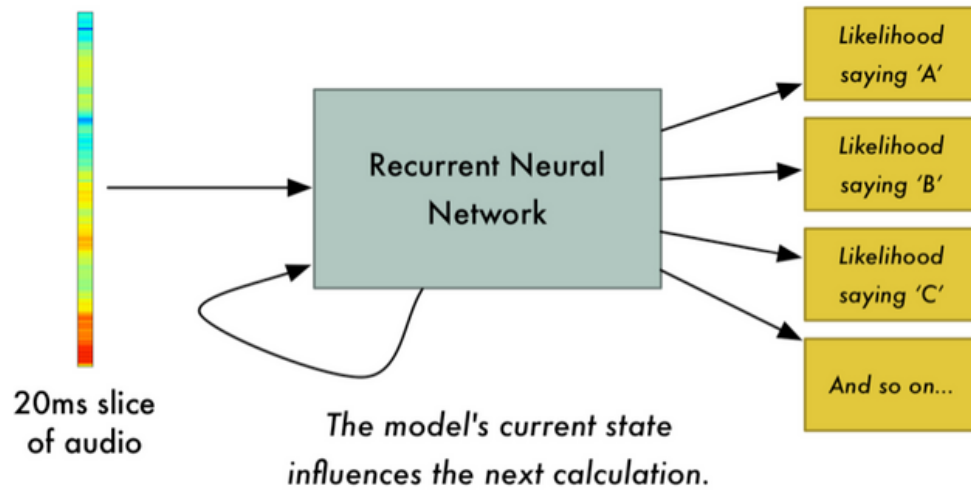 20ms slice
of audio
Recurrent Neural
Network
The model's current state
influences the next calculation.
Likelihood
saying ‘A’
Likelihood
saying ‘B’
Likelihood
saying ‘C’
And so on...